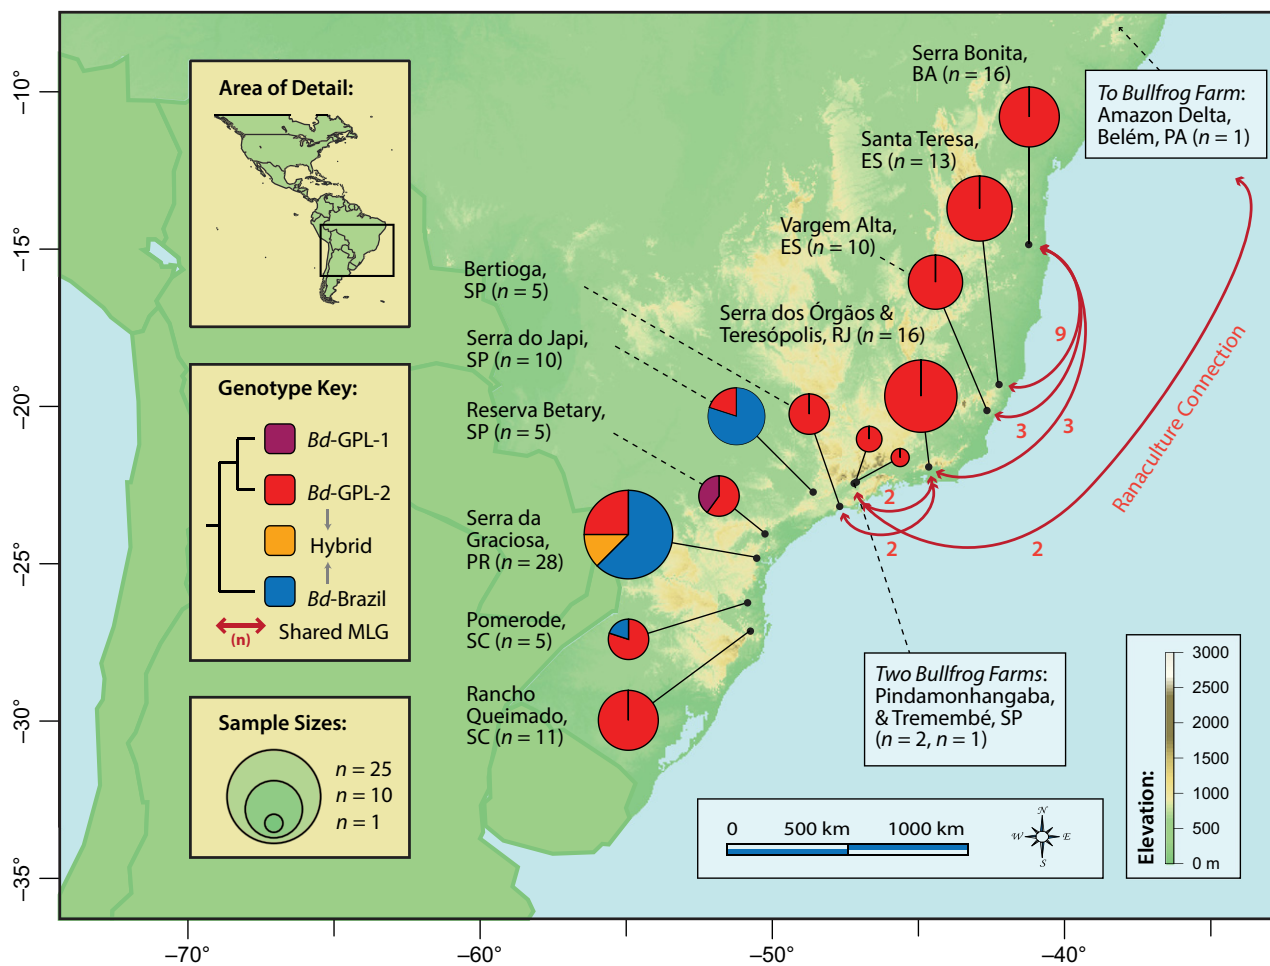 Area of Detail:
Genotype Key:
Bd-GPL-1
Bd-GPL-2
Hybrid
Bd-Brazil
(n)
Shared MLG
Sample Sizes:
n = 25
n = 10
n = 1
Serra Bonita,
BA (n = 16)
Santa Teresa,
ES (n = 13)
Vargem Alta,
ES (n = 10)
Serra dos Órgãos &
Teresópolis, RJ (n = 16)
Bertioga,
SP (n = 5)
Serra do Japi,
SP (n = 10)
Reserva Betary,
SP (n = 5)
Serra da
Graciosa,
PR (n = 28)
Pomerode,
SC (n = 5)
Rancho
Queimado,
SC (n = 11)
To Bullfrog Farm:
Amazon Delta,
Belém, PA (n = 1)
9
3
3
2
2
2
Ranaculture Connection
Two Bullfrog Farms:
Pindamonhangaba,
& Tremembé, SP
(n = 2, n = 1)
0 500 km 1000 km
N
W E
S
Elevation:
3000
2500
2000
1500
1000
500
0 m
–10°
–15°
–20°
–25°
–30°
–35°
–70° –60° –50° –40°